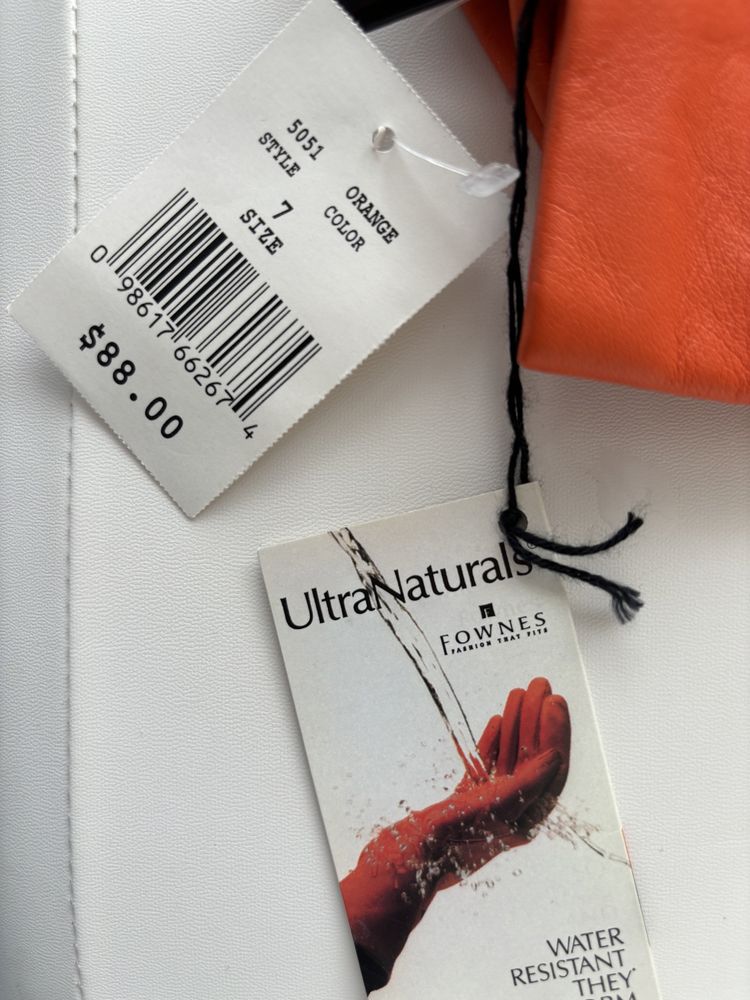 5051
STYLE
ORANGE
COLOR
7
SIZE
0 98617 66267 4
$88.00
UltraNaturals®
FOWNES
FASHION THAT FITS
WATER
RESISTANT
THEY